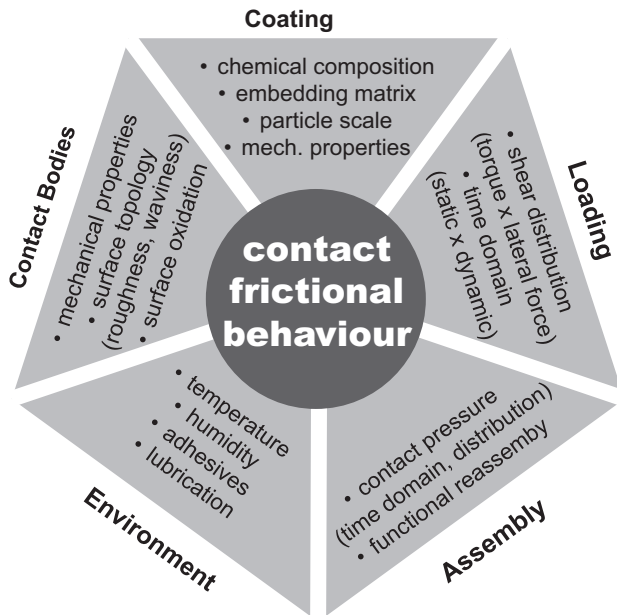 Coating
• chemical composition
• embedding matrix
• particle scale
• mech. properties
Contact Bodies
• mechanical properties
• surface topology
(roughness, waviness)
• surface oxidation
Loading
• shear distribution
(torque x lateral force)
• time domain
(static x dynamic)
contact
frictional
behaviour
• temperature
• humidity
• adhesives
• lubrication
Environment
• contact pressure
(time domain, distribution)
• functional reassemby
Assembly